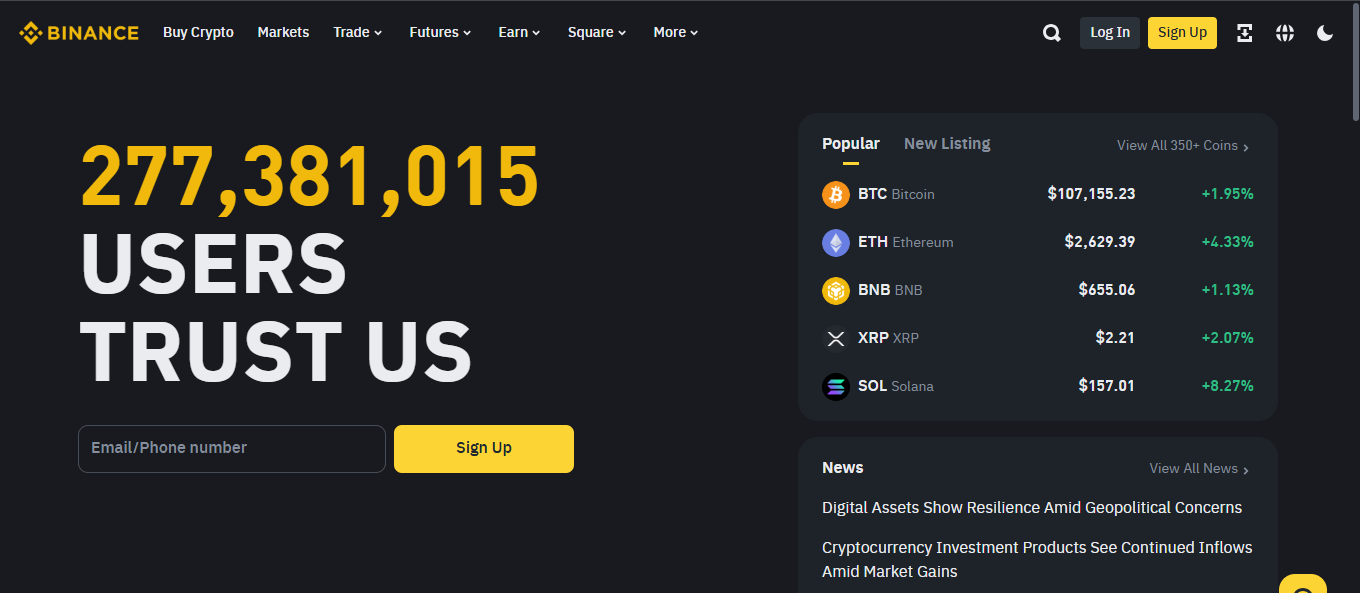 BINANCE Buy Crypto Markets Trade Futures Earn Square More Log In Sign Up
277,381,015
USERS
TRUST US
Email/Phone number Sign Up
Popular New Listing View All 350+ Coins
BTC Bitcoin $107,155.23 +1.95%
ETH Ethereum $2,629.39 +4.33%
BNB BNB $655.06 +1.13%
XRP XRP $2.21 +2.07%
SOL Solana $157.01 +8.27%
News View All News
Digital Assets Show Resilience Amid Geopolitical Concerns
Cryptocurrency Investment Products See Continued Inflows
Amid Market Gains